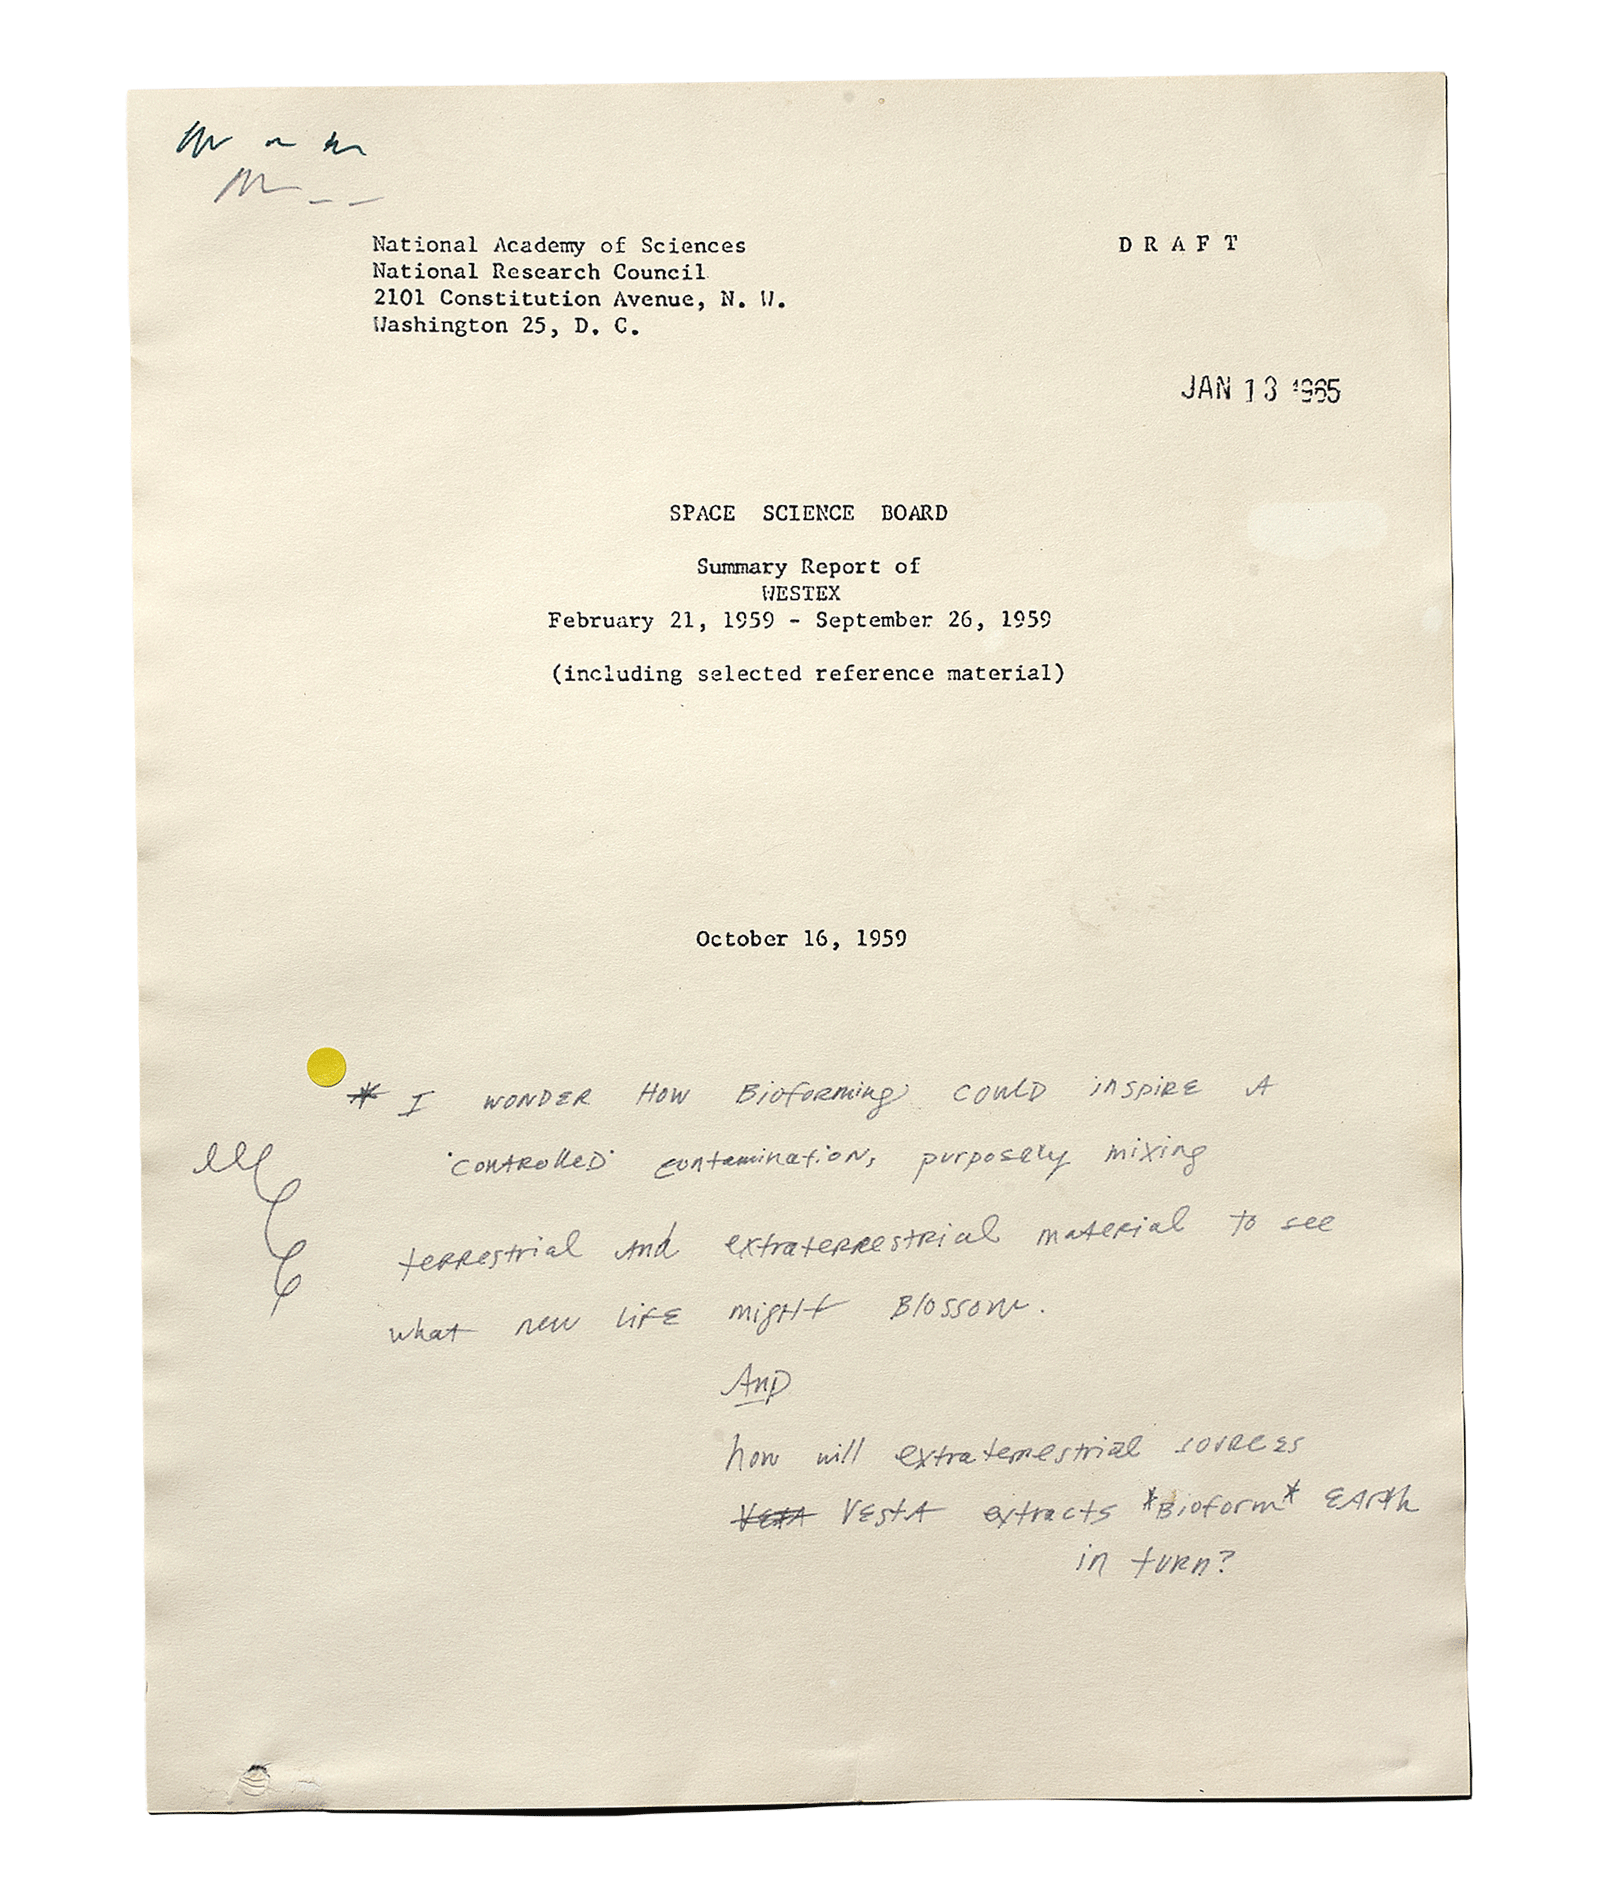 National Academy of Sciences
National Research Council
2101 Constitution Avenue, N. W.
Washington 25, D. C.
D R A F T
JAN 13 1965
SPACE SCIENCE BOARD
Summary Report of
WESTEX
February 21, 1959 - September 26, 1959
(including selected reference material)
October 16, 1959
* I WONDER HOW BioFoRming COULD inSPIRE A
"CONTROLLED" contamination, purposely mixing
teRRestrial And extrateRRestrial mateRial to see
what new LiFE might Blossom.
AnD
how will extraterrestrial SOURCES
VEstA extracts *Bioform* EARth
in tURn?